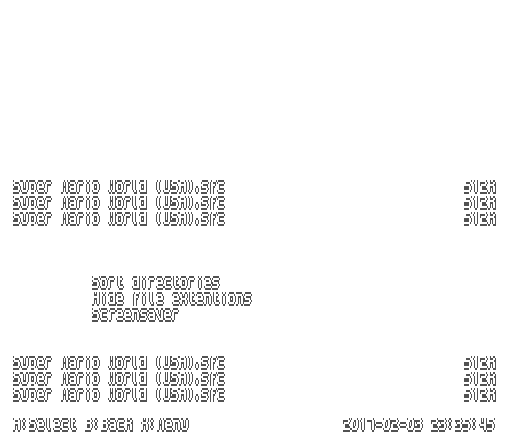 Super Mario World (USA).sfc 512K
Super Mario World (USA).sfc 512K
Super Mario World (USA).sfc 512K
Sort directories
Hide file extentions
Screensaver
Super Mario World (USA).sfc 512K
Super Mario World (USA).sfc 512K
Super Mario World (USA).sfc 512K
A:Select B:Back X:Menu 2017-02-03 23:35:45